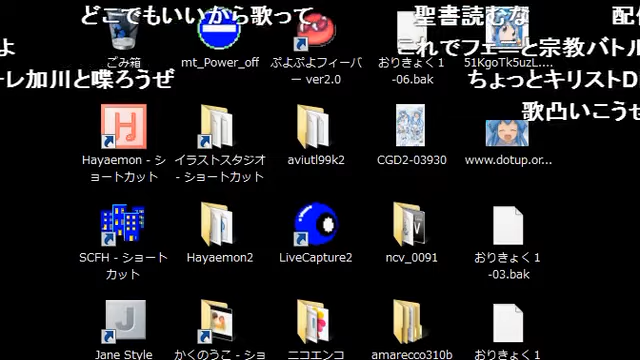 どこでもいいから歌って
聖書読むな
配信
よ
これでフェニと宗教バトル
レ加川と喋ろうぜ
ちょっとキリストD
歌凸いこうせ
ごみ箱
mt_Power_off
ぷよぷよフィーバー ver2.0
おりきょく1-06.bak
51KgoTk5uzL....
Hayaemon - ショートカット
イラストスタジオ - ショートカット
aviutl99k2
CGD2-03930
www.dotup.or...
SCFH - ショートカット
Hayaemon2
LiveCapture2
ncv_0091
おりきょく1-03.bak
Jane Style
かくのうこ - ショ
ニコエンコ
amarecco310b
おりきょく1